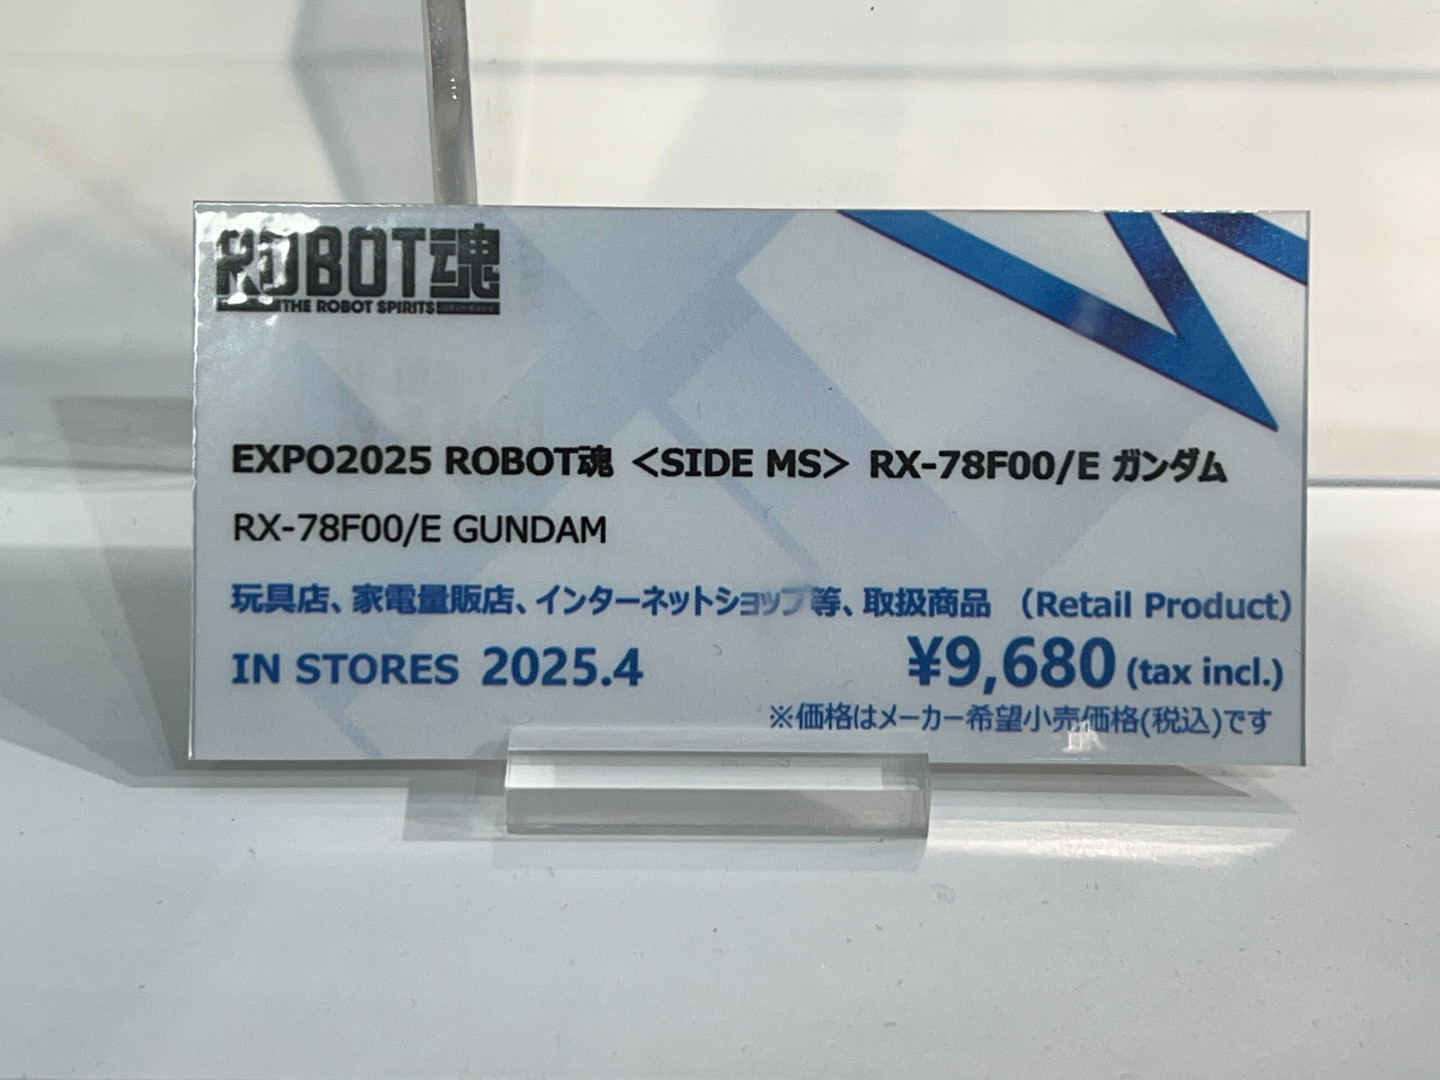 ROBOT魂
THE ROBOT SPIRITS
EXPO2025 ROBOT魂 ＜SIDE MS＞ RX-78F00/E ガンダム
RX-78F00/E GUNDAM
玩具店、家電量販店、インターネットショップ等、取扱商品 （Retail Product）
IN STORES 2025.4
¥9,680 (tax incl.)
※価格はメーカー希望小売価格(税込)です